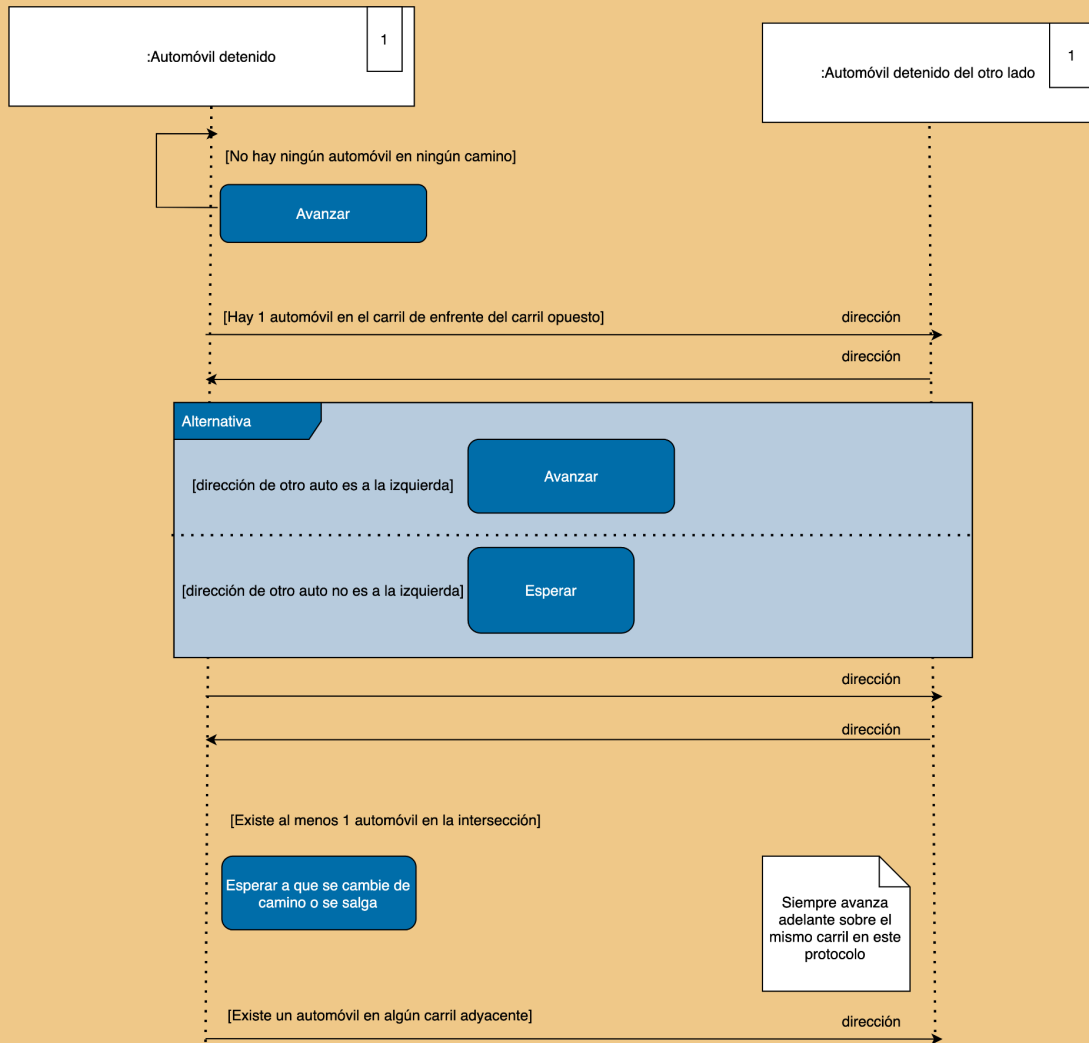 :Automóvil detenido
1
:Automóvil detenido del otro lado
1
[No hay ningún automóvil en ningún camino]
Avanzar
[Hay 1 automóvil en el carril de enfrente del carril opuesto]
dirección
dirección
Alternativa
[dirección de otro auto es a la izquierda]
Avanzar
[dirección de otro auto no es a la izquierda]
Esperar
dirección
dirección
[Existe al menos 1 automóvil en la intersección]
Esperar a que se cambie de
camino o se salga
Siempre avanza
adelante sobre el
mismo carril en este
protocolo
[Existe un automóvil en algún carril adyacente]
dirección